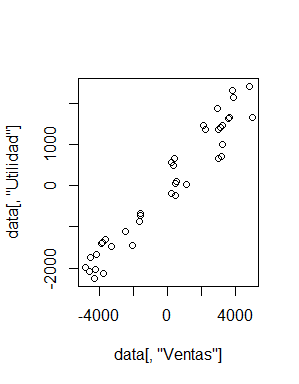 data[, "Utilidad"]
1000
0
-2000
-4000 0 4000
data[, "Ventas"]